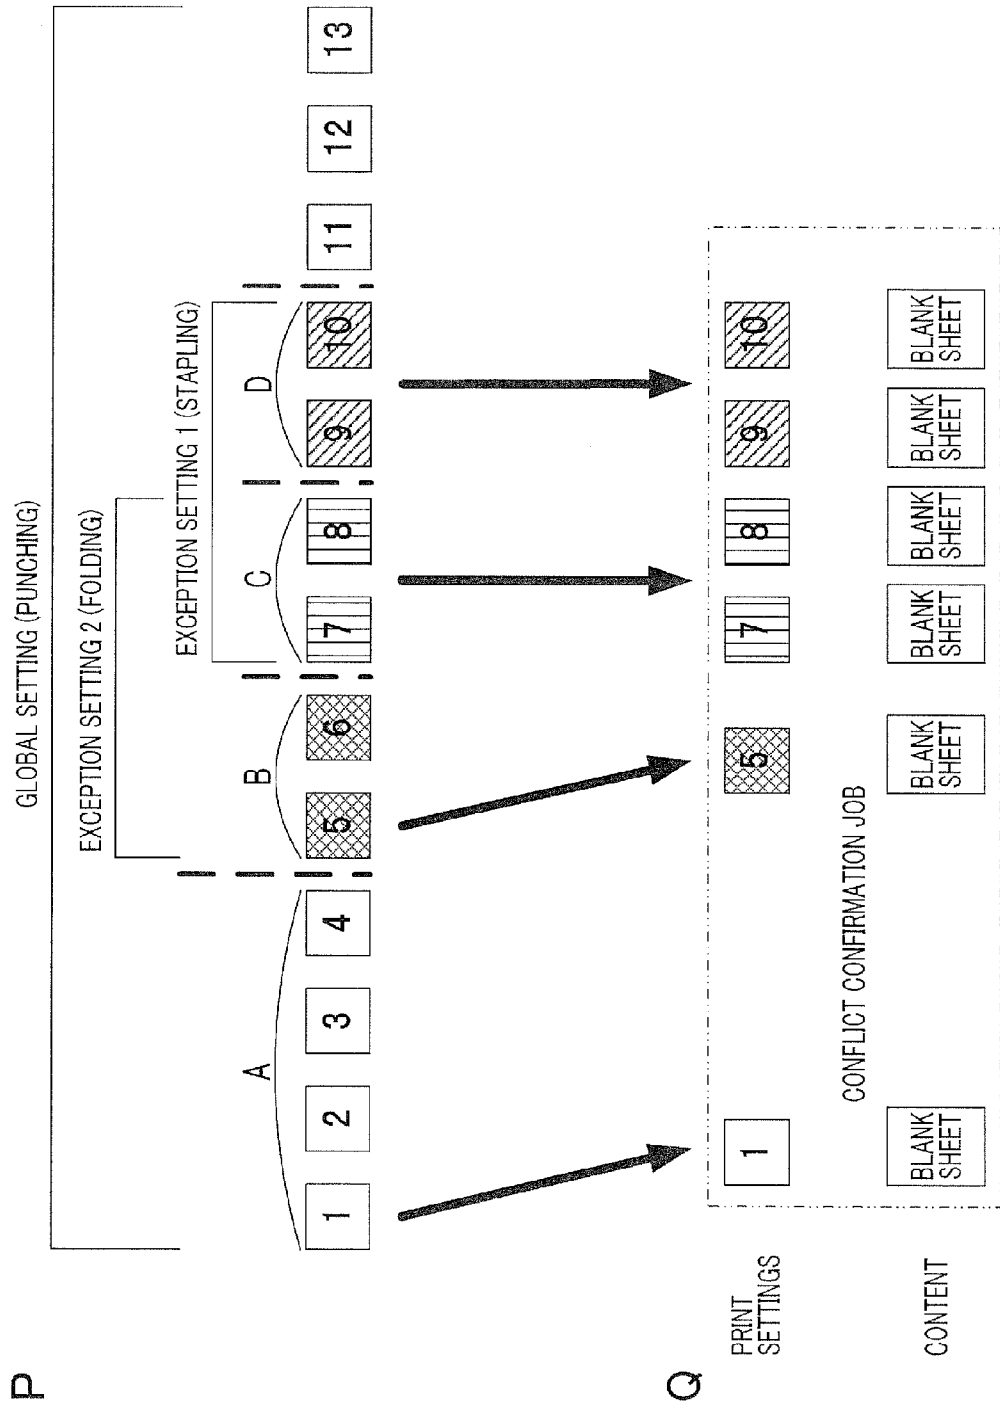 P
GLOBAL SETTING (PUNCHING)
EXCEPTION SETTING 2 (FOLDING)
EXCEPTION SETTING 1 (STAPLING)
A
B
C
D
1
2
3
4
5
6
7
8
9
10
11
12
13
Q
PRINT
SETTINGS
1
5
7
8
9
10
CONFLICT CONFIRMATION JOB
CONTENT
BLANK
SHEET
BLANK
SHEET
BLANK
SHEET
BLANK
SHEET
BLANK
SHEET
BLANK
SHEET